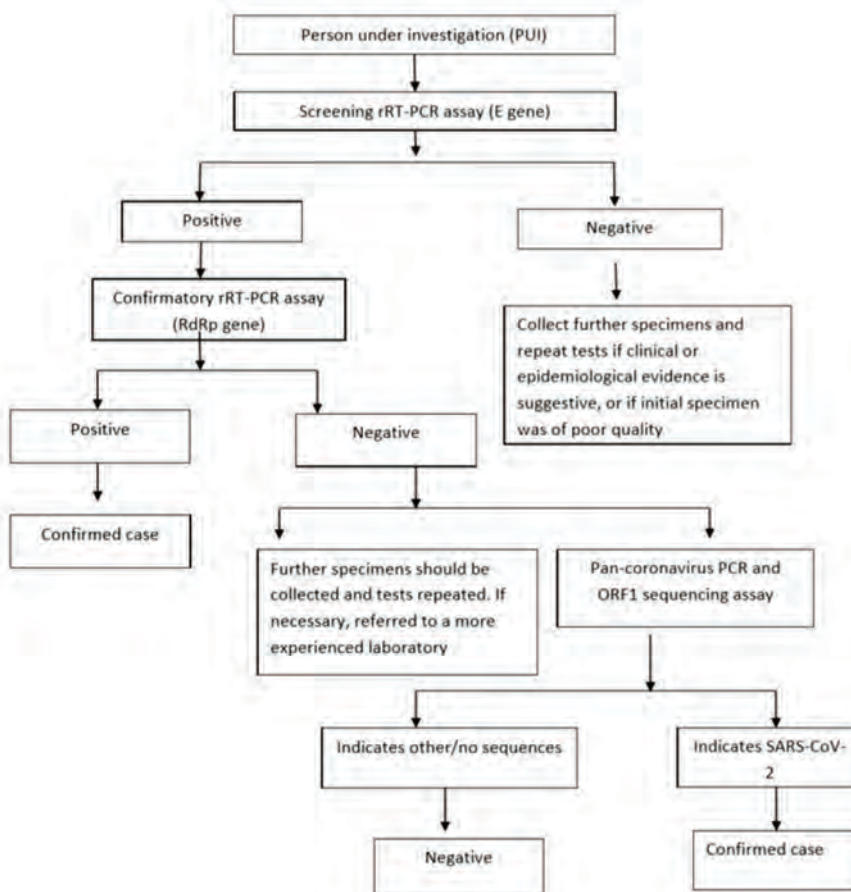 Person under investigation (PUI)
Screening rRT-PCR assay (E gene)
Positive
Negative
Confirmatory rRT-PCR assay
(RdRp gene)
Collect further specimens and
repeat tests if clinical or
epidemiological evidence is
suggestive, or if initial specimen
was of poor quality
Positive
Negative
Confirmed case
Further specimens should be
collected and tests repeated. If
necessary, referred to a more
experienced laboratory
Pan-coronavirus PCR and
ORF1 sequencing assay
Indicates other/no sequences
Indicates SARS-CoV-
2
Negative
Confirmed case